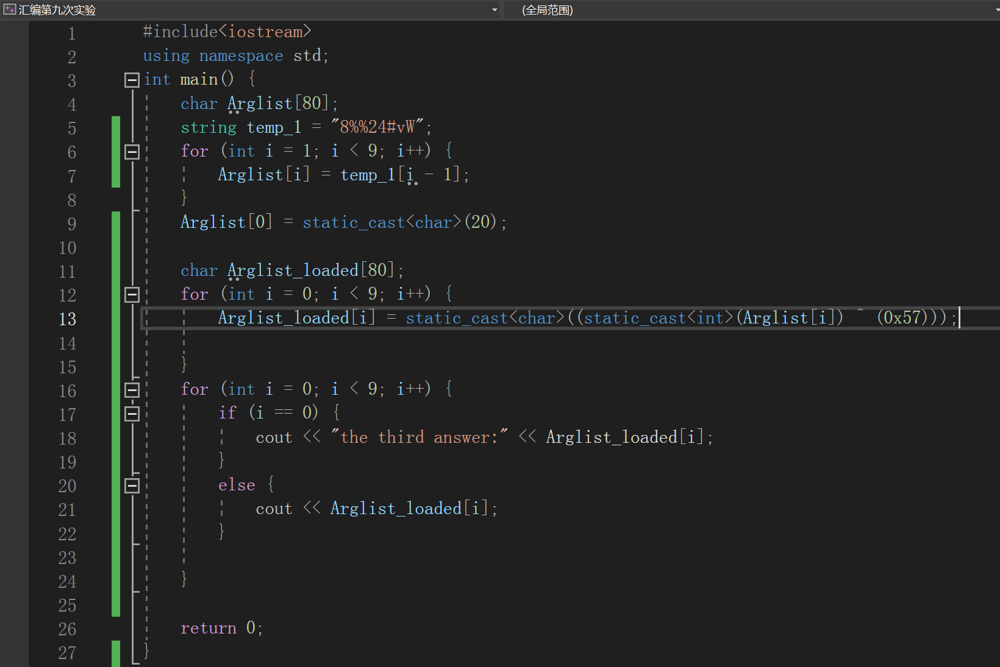 汇编第九次实验 (全局范围)
1 #include<iostream>
2 using namespace std;
3 int main() {
4 char Arglist[80];
5 string temp_1 = "8%%24#vW";
6 for (int i = 1; i < 9; i++) {
7 Arglist[i] = temp_1[i - 1];
8 }
9 Arglist[0] = static_cast<char>(20);
10
11 char Arglist_loaded[80];
12 for (int i = 0; i < 9; i++) {
13 Arglist_loaded[i] = static_cast<char>((static_cast<int>(Arglist[i]) ^ (0x57)));
14
15 }
16 for (int i = 0; i < 9; i++) {
17 if (i == 0) {
18 cout << "the third answer:" << Arglist_loaded[i];
19 }
20 else {
21 cout << Arglist_loaded[i];
22 }
23
24 }
25
26 return 0;
27 }